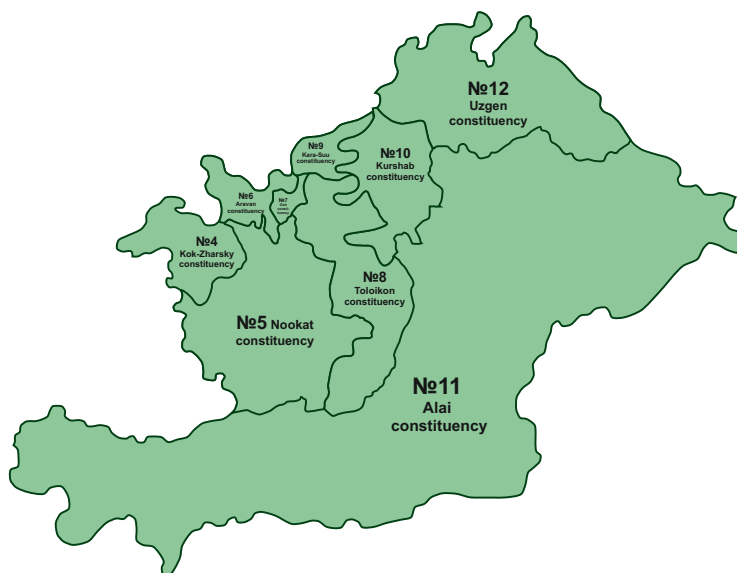 №12
Uzgen
constituency
№9
Kara-Suu
constituency
№10
Kurshab
constituency
№6
Aravan
constituency
№7
Osh
№4
Kok-Zharsky
constituency
№8
Toloikon
constituency
№5 Nookat
constituency
№11
Alai
constituency